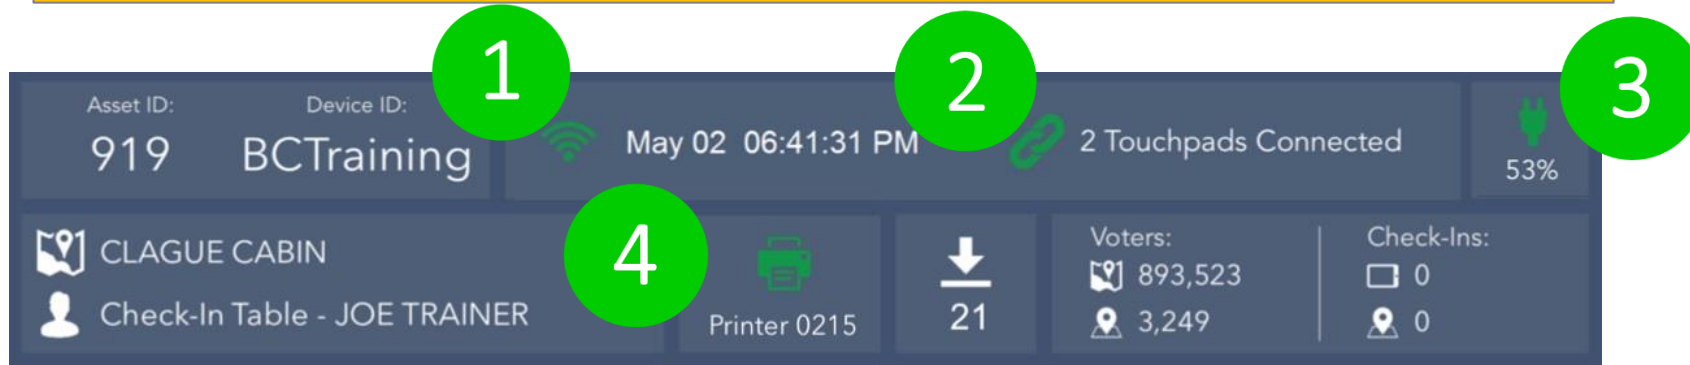 1
2
3
Asset ID:
919
Device ID:
BCTraining
May 02 06:41:31 PM
2 Touchpads Connected
53%
CLAGUE CABIN
Check-In Table - JOE TRAINER
4
Printer 0215
21
Voters:
893,523
3,249
Check-Ins:
0
0